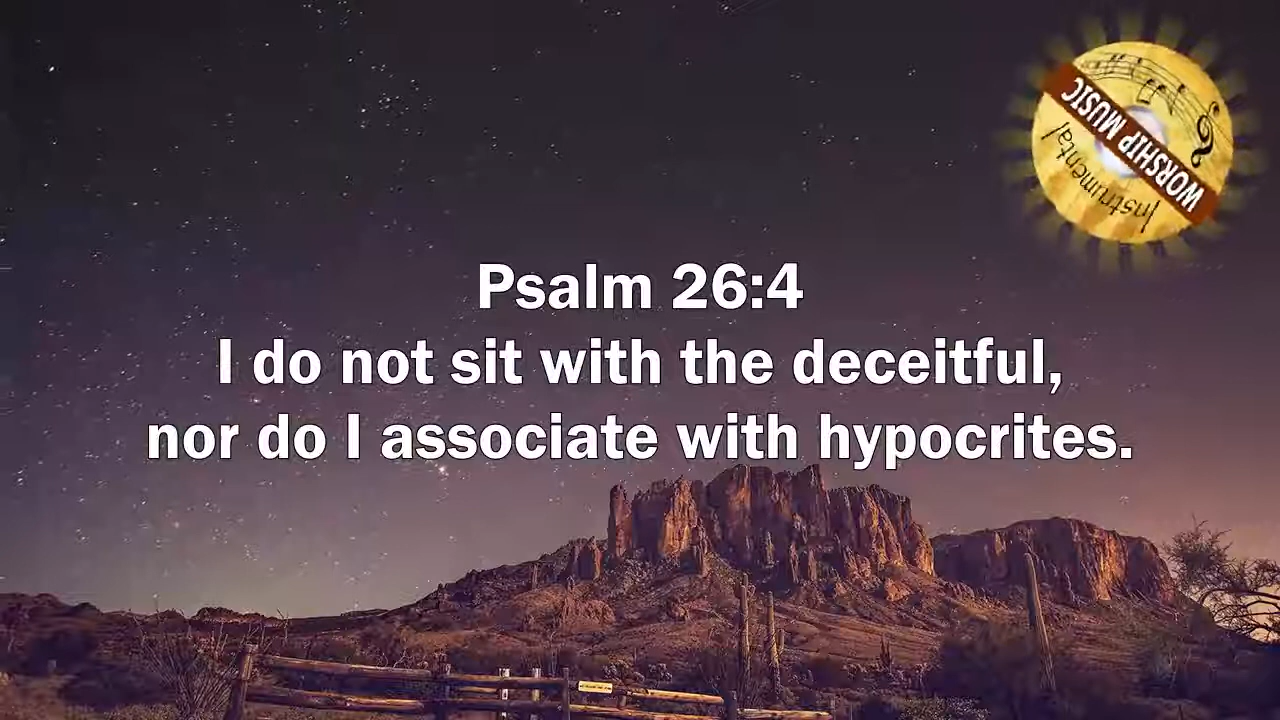 WORSHIP MUSIC
Instrumental
Psalm 26:4
I do not sit with the deceitful,
nor do I associate with hypocrites.